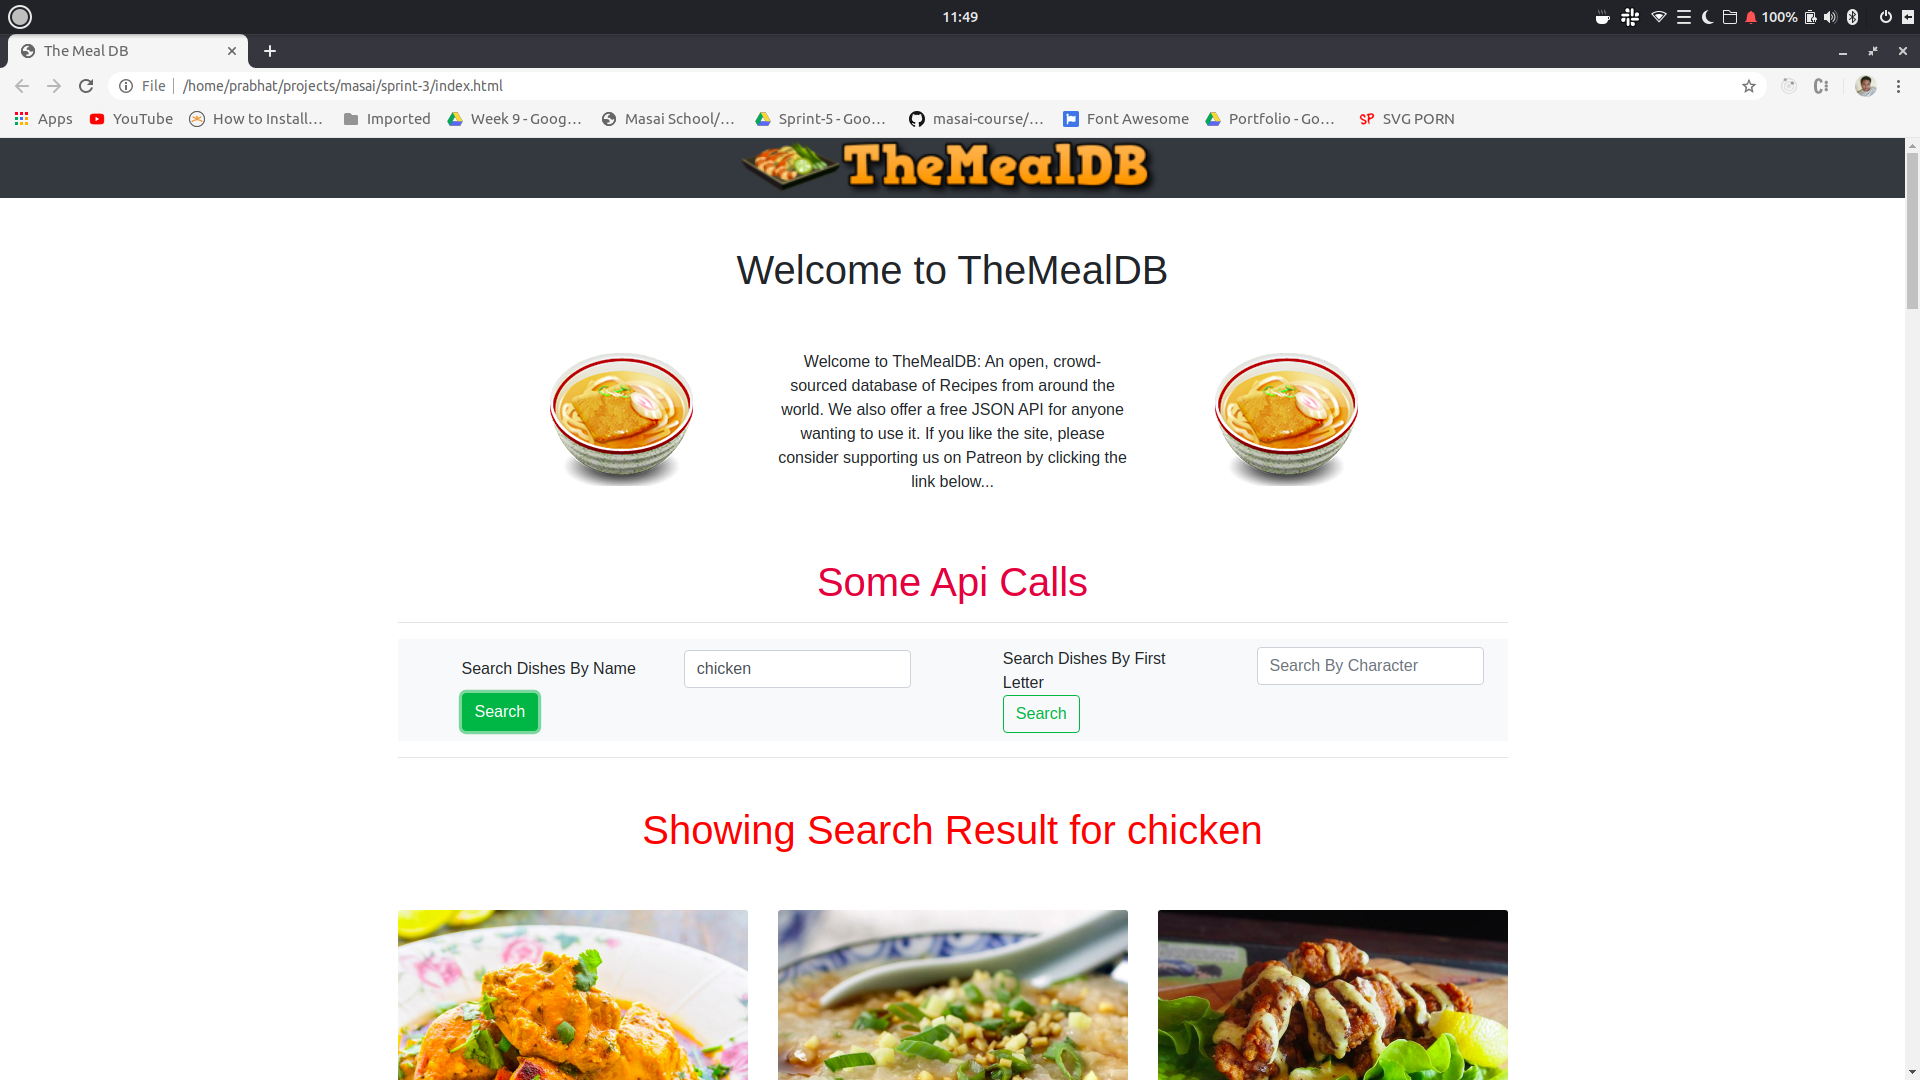 11:49
100%
The Meal DB
File
/home/prabhat/projects/masai/sprint-3/index.html
Apps
YouTube
How to Install...
Imported
Week 9 - Goog...
Masai School/...
Sprint-5 - Goo...
masai-course/...
Font Awesome
Portfolio - Go...
SP SVG PORN
TheMealDB
Welcome to TheMealDB
Welcome to TheMealDB: An open, crowd-
sourced database of Recipes from around the
world. We also offer a free JSON API for anyone
wanting to use it. If you like the site, please
consider supporting us on Patreon by clicking the
link below...
Some Api Calls
Search Dishes By Name
chicken
Search
Search Dishes By First
Letter
Search By Character
Search
Showing Search Result for chicken